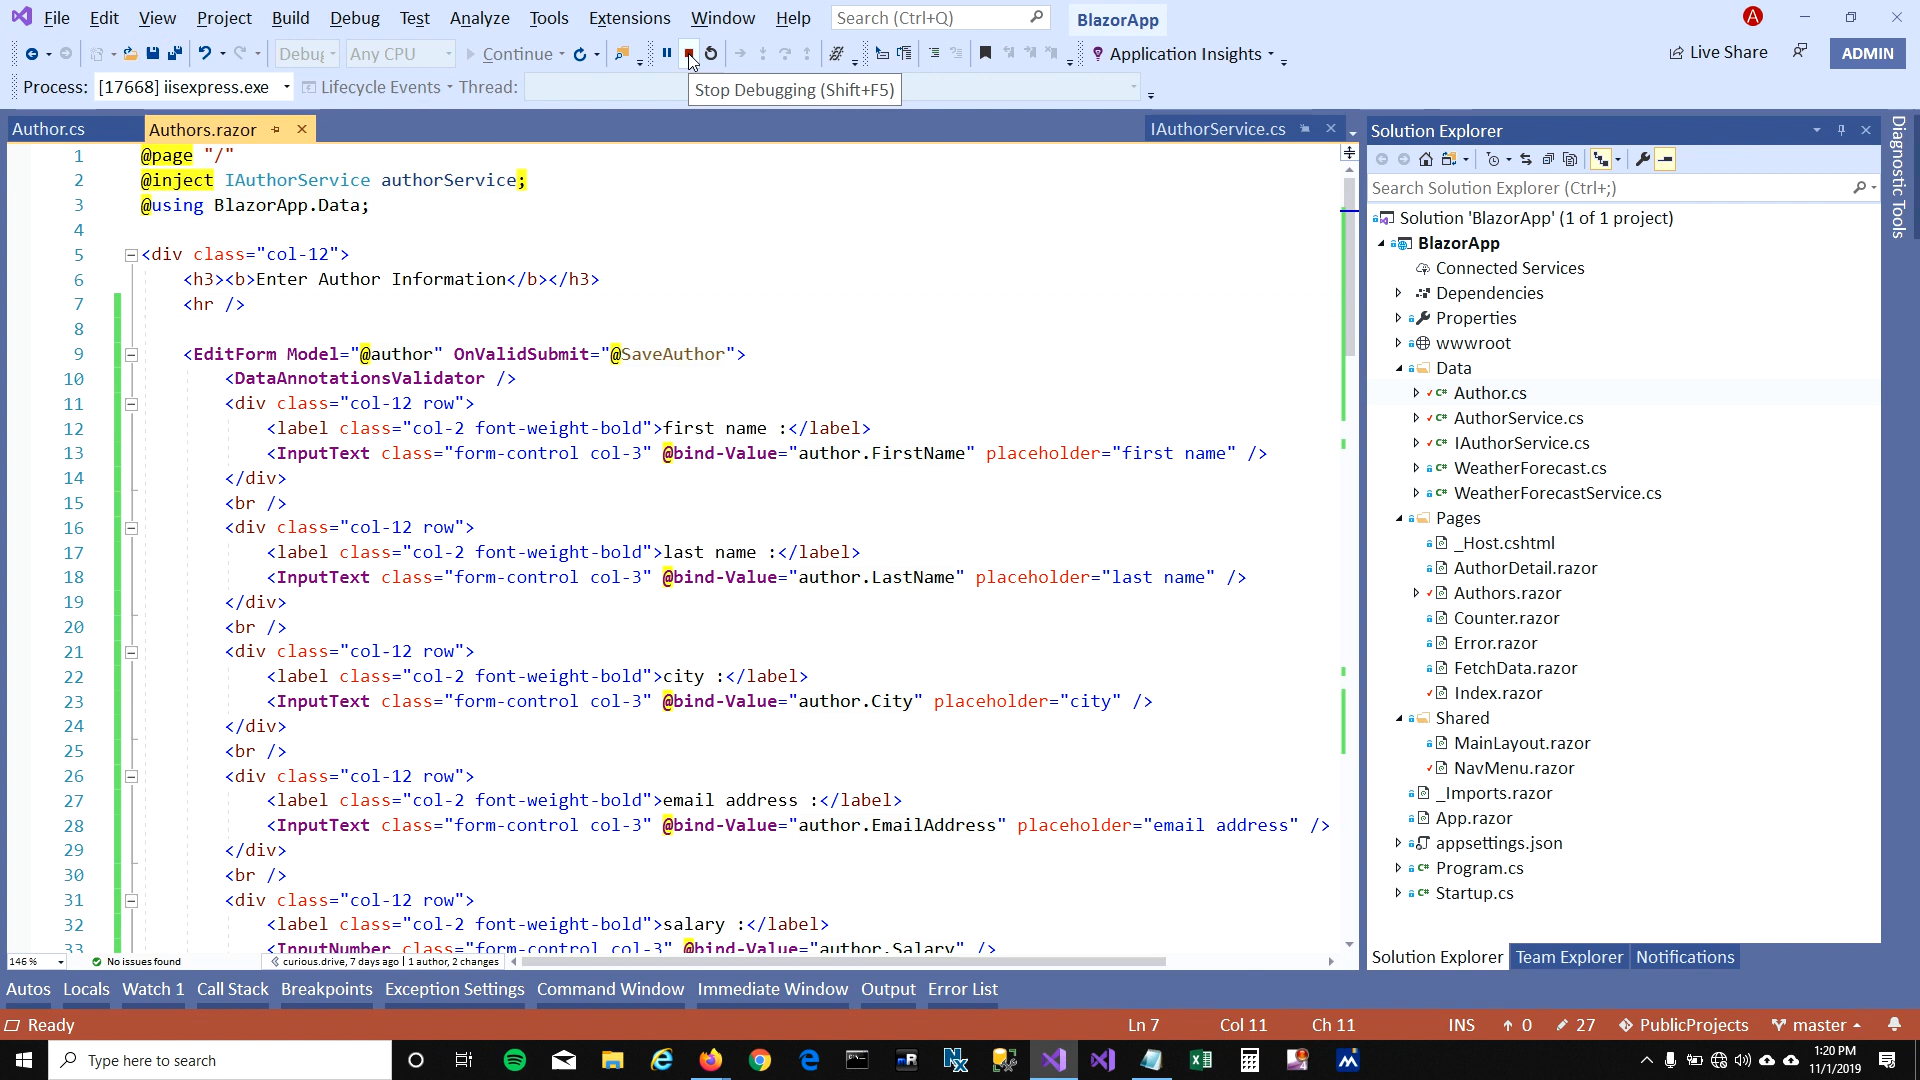 File Edit View Project Build Debug Test Analyze Tools Extensions Window Help Search (Ctrl+Q) BlazorApp A
Debug Any CPU Continue Application Insights Live Share ADMIN
Process: [17668] iisexpress.exe Lifecycle Events Thread: Stop Debugging (Shift+F5)
Author.cs Authors.razor IAuthorService.cs
1 @page "/"
2 @inject IAuthorService authorService;
3 @using BlazorApp.Data;
4
5 <div class="col-12">
6 <h3><b>Enter Author Information</b></h3>
7 <hr />
8
9 <EditForm Model="@author" OnValidSubmit="@SaveAuthor">
10 <DataAnnotationsValidator />
11 <div class="col-12 row">
12 <label class="col-2 font-weight-bold">first name :</label>
13 <InputText class="form-control col-3" @bind-Value="author.FirstName" placeholder="first name" />
14 </div>
15 <br />
16 <div class="col-12 row">
17 <label class="col-2 font-weight-bold">last name :</label>
18 <InputText class="form-control col-3" @bind-Value="author.LastName" placeholder="last name" />
19 </div>
20 <br />
21 <div class="col-12 row">
22 <label class="col-2 font-weight-bold">city :</label>
23 <InputText class="form-control col-3" @bind-Value="author.City" placeholder="city" />
24 </div>
25 <br />
26 <div class="col-12 row">
27 <label class="col-2 font-weight-bold">email address :</label>
28 <InputText class="form-control col-3" @bind-Value="author.EmailAddress" placeholder="email address" />
29 </div>
30 <br />
31 <div class="col-12 row">
32 <label class="col-2 font-weight-bold">salary :</label>
33 <InputNumber class="form-control col-3" @bind-Value="author.Salary" />
146 % No issues found curious.drive, 7 days ago | 1 author, 2 changes
Solution Explorer
Search Solution Explorer (Ctrl+;)
Solution 'BlazorApp' (1 of 1 project)
BlazorApp
Connected Services
Dependencies
Properties
wwwroot
Data
C# Author.cs
C# AuthorService.cs
C# IAuthorService.cs
C# WeatherForecast.cs
C# WeatherForecastService.cs
Pages
_Host.cshtml
AuthorDetail.razor
Authors.razor
Counter.razor
Error.razor
FetchData.razor
Index.razor
Shared
MainLayout.razor
NavMenu.razor
_Imports.razor
App.razor
appsettings.json
C# Program.cs
C# Startup.cs
Solution Explorer Team Explorer Notifications
Diagnostic Tools
Autos Locals Watch 1 Call Stack Breakpoints Exception Settings Command Window Immediate Window Output Error List
Ready Ln 7 Col 11 Ch 11 INS 0 27 PublicProjects master
Type here to search
1:20 PM
11/1/2019